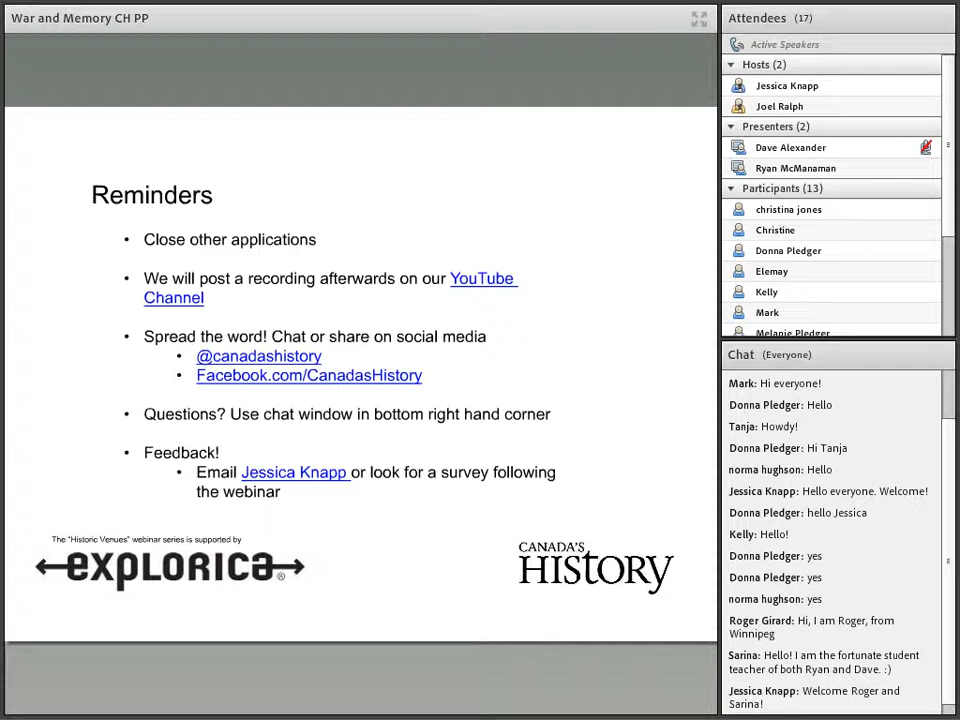 War and Memory CH PP
Reminders
• Close other applications
• We will post a recording afterwards on our YouTube
Channel
• Spread the word! Chat or share on social media
• @canadashistory
• Facebook.com/CanadasHistory
• Questions? Use chat window in bottom right hand corner
• Feedback!
• Email Jessica Knapp or look for a survey following
the webinar
The "Historic Venues" webinar series is supported by
explorica®
CANADA'S
HISTORY
Attendees (17)
Active Speakers
Hosts (2)
Jessica Knapp
Joel Ralph
Presenters (2)
Dave Alexander
Ryan McManaman
Participants (13)
christina jones
Christine
Donna Pledger
Elemay
Kelly
Mark
Melanie Pledger
Chat (Everyone)
Mark: Hi everyone!
Donna Pledger: Hello
Tanja: Howdy!
Donna Pledger: Hi Tanja
norma hughson: Hello
Jessica Knapp: Hello everyone. Welcome!
Donna Pledger: hello Jessica
Kelly: Hello!
Donna Pledger: yes
Donna Pledger: yes
norma hughson: yes
Roger Girard: Hi, I am Roger, from
Winnipeg
Sarina: Hello! I am the fortunate student
teacher of both Ryan and Dave. :)
Jessica Knapp: Welcome Roger and
Sarina!